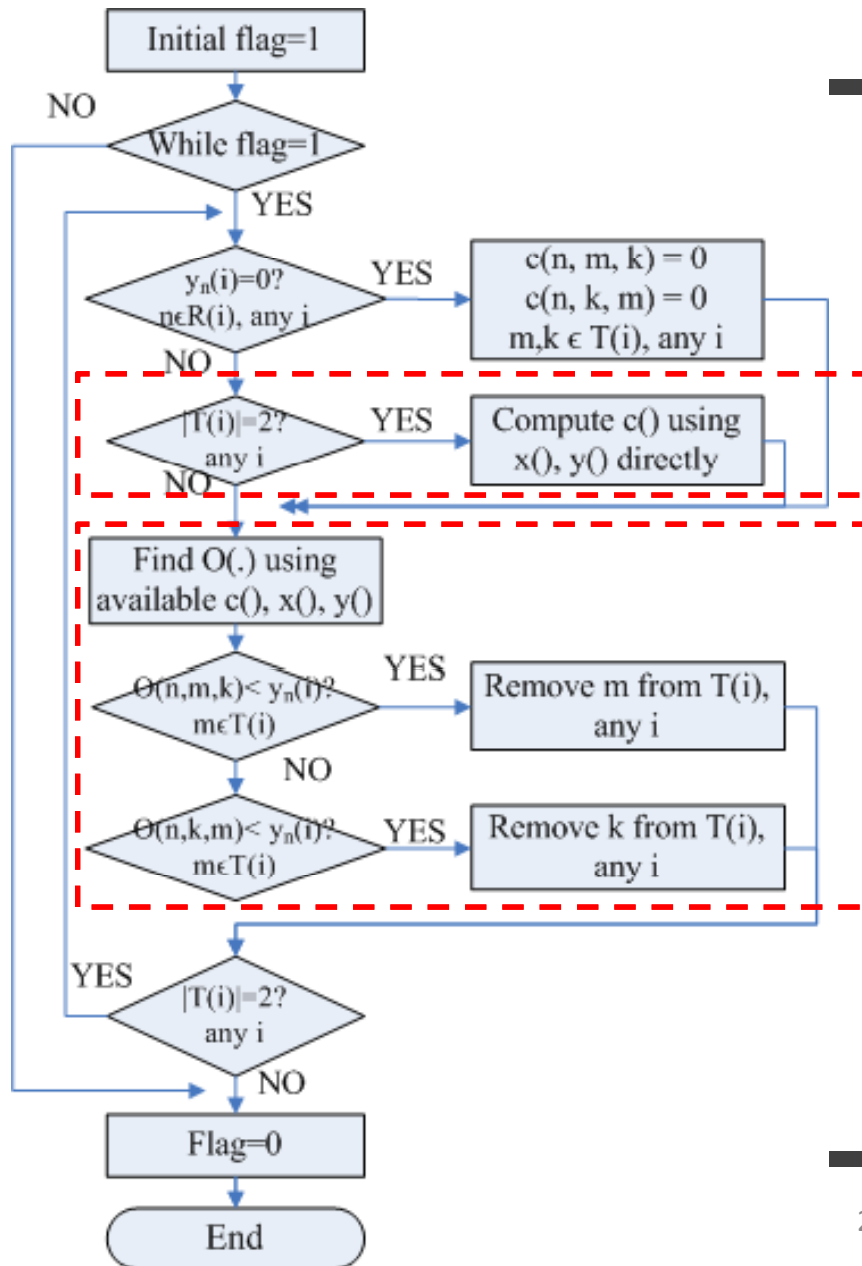 Initial flag=1
NO
While flag=1
YES
yₙ(i)=0?
nϵR(i), any i
YES
c(n, m, k) = 0
c(n, k, m) = 0
m,k ϵ T(i), any i
NO
|T(i)|=2?
any i
YES
Compute c() using
x(), y() directly
NO
Find O(.) using
available c(), x(), y()
O(n,m,k)< yₙ(i)?
mϵT(i)
YES
Remove m from T(i),
any i
NO
O(n,k,m)< yₙ(i)?
mϵT(i)
YES
Remove k from T(i),
any i
YES
|T(i)|=2?
any i
NO
Flag=0
End